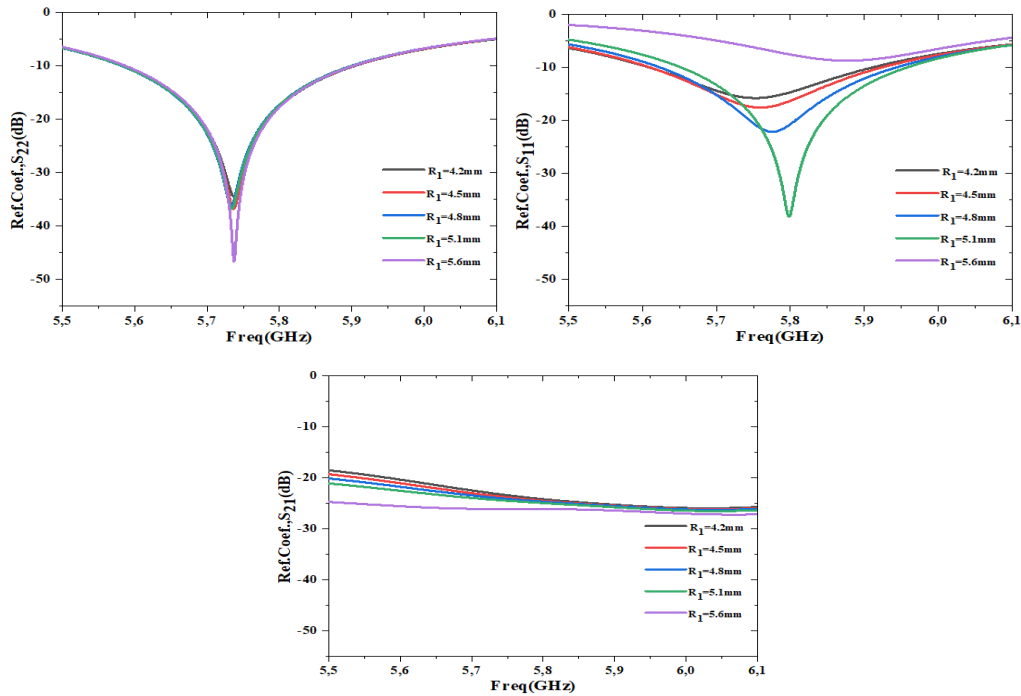 0
-10
-20
-30
-40
-50
Ref.Coef.,S22(dB)
R1=4.2mm
R1=4.5mm
R1=4.8mm
R1=5.1mm
R1=5.6mm
5,5 5,6 5,7 5,8 5,9 6,0 6,1
Freq(GHz)
0
-10
-20
-30
-40
-50
Ref.Coef.,S11(dB)
R1=4.2mm
R1=4.5mm
R1=4.8mm
R1=5.1mm
R1=5.6mm
5,5 5,6 5,7 5,8 5,9 6,0 6,1
Freq(GHz)
0
-10
-20
-30
-40
-50
Ref.Coef.,S21(dB)
R1=4.2mm
R1=4.5mm
R1=4.8mm
R1=5.1mm
R1=5.6mm
5,5 5,6 5,7 5,8 5,9 6,0 6,1
Freq(GHz)